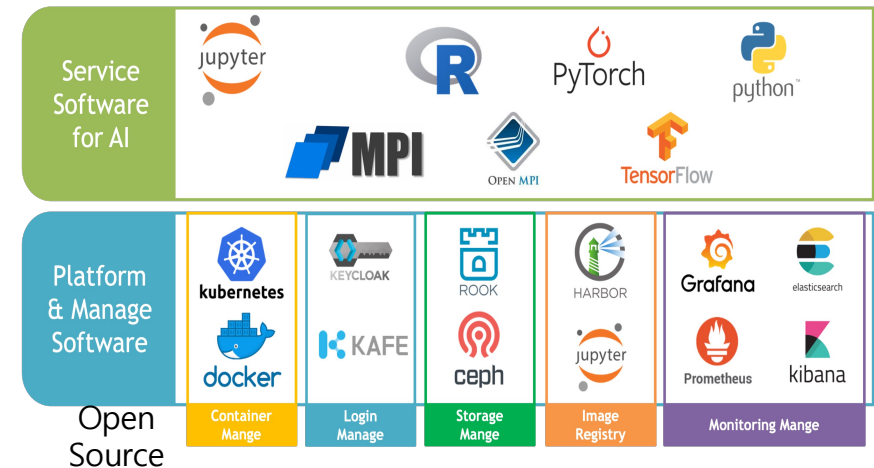 Service
Software
for AI
jupyter
R
PyTorch
python™
MPI
OPEN MPI
TensorFlow
Platform
& Manage
Software
kubernetes
docker
KEYCLOAK
KAFE
ROOK
ceph
HARBOR
jupyter
Grafana
elasticsearch
Prometheus
kibana
Open
Source
Container
Mange
Login
Manage
Storage
Mange
Image
Registry
Monitoring Mange